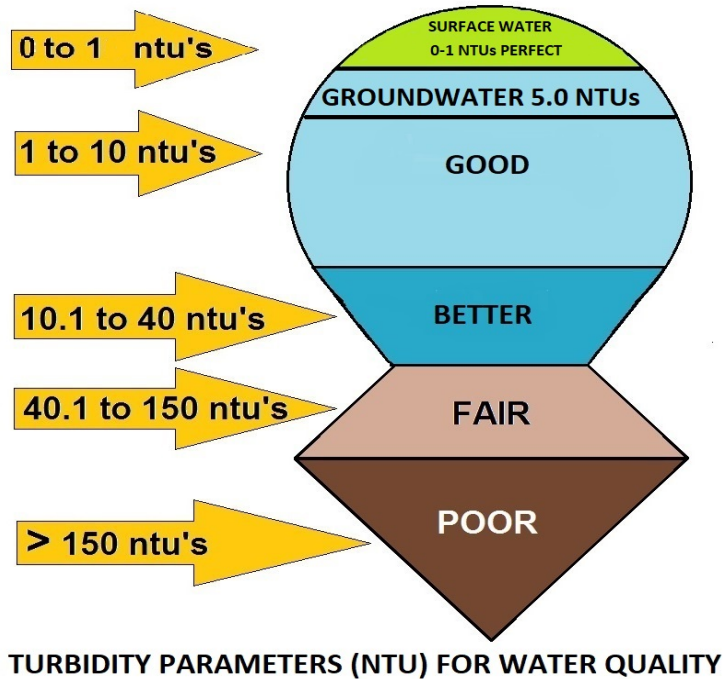 SURFACE WATER
0 to 1 ntu's
0-1 NTUs PERFECT
GROUNDWATER 5.0 NTUs
1 to 10 ntu's
GOOD
10.1 to 40 ntu's
BETTER
40.1 to 150 ntu's
FAIR
> 150 ntu's
POOR
TURBIDITY PARAMETERS (NTU) FOR WATER QUALITY